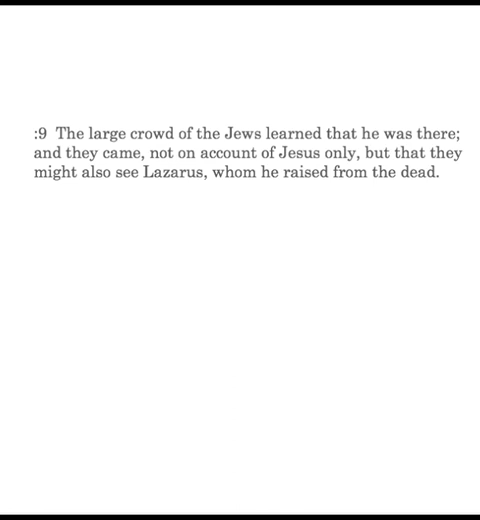 :9 The large crowd of the Jews learned that he was there;
and they came, not on account of Jesus only, but that they
might also see Lazarus, whom he raised from the dead.